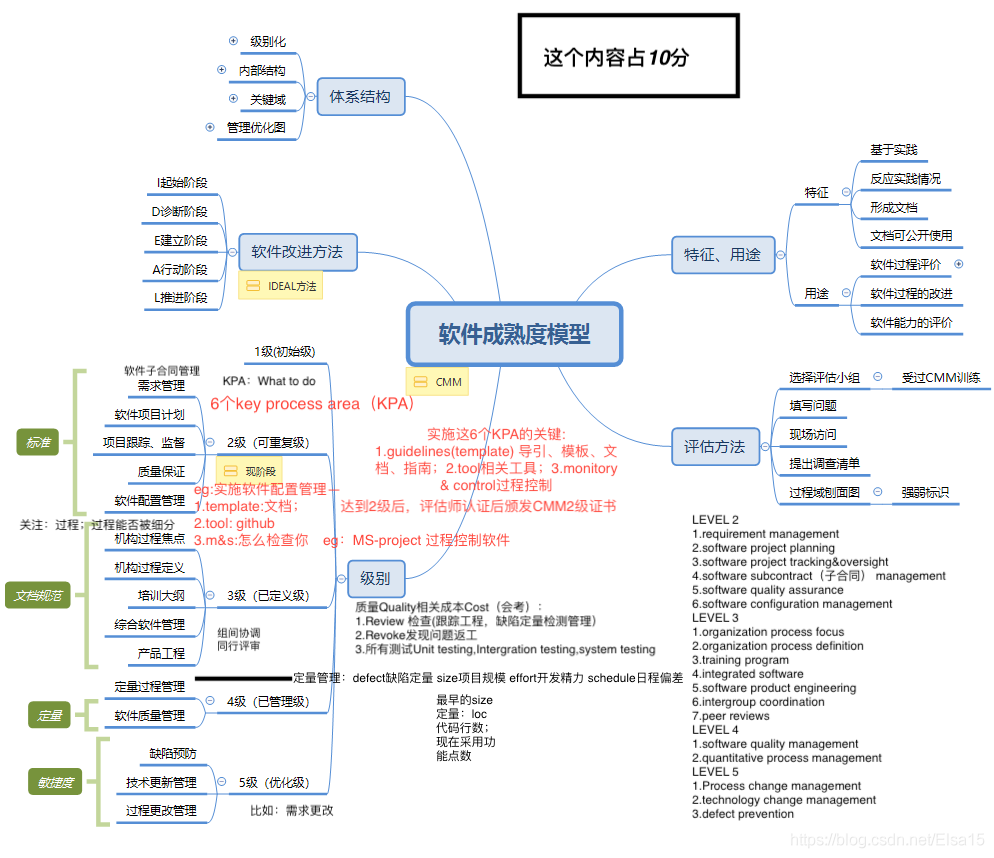 这个内容占10分
级别化
内部结构
关键域
管理优化图
体系结构
I起始阶段
D诊断阶段
E建立阶段
A行动阶段
L推进阶段
软件改进方法
IDEAL方法
软件成熟度模型
CMM
特征、用途
特征
基于实践
反应实践情况
形成文档
文档可公开使用
用途
软件过程评价
软件过程的改进
软件能力的评价
评估方法
选择评估小组
受过CMM训练
填写问题
现场访问
提出调查清单
过程域刨面图
强弱标识
级别
1级(初始级)
软件子合同管理
需求管理
软件项目计划
项目跟踪、监督
质量保证
软件配置管理
标准
2级（可重复级）
现阶段
KPA：What to do
6个key process area（KPA）
实施这6个KPA的关键:
1.guidelines(template) 导引、模板、文
档、指南；2.tool相关工具；3.monitory
& control过程控制
eg:实施软件配置管理—
1.template:文档；
2.tool: github
3.m&s:怎么检查你 eg：MS-project 过程控制软件
达到2级后，评估师认证后颁发CMM2级证书
关注：过程；过程能否被细分
机构过程焦点
机构过程定义
培训大纲
综合软件管理
产品工程
文档规范
3级（已定义级）
组间协调
同行评审
质量Quality相关成本Cost（会考）:
1.Review 检查(跟踪工程，缺陷定量检测管理）
2.Revoke发现问题返工
3.所有测试Unit testing,Intergration testing,system testing
定量管理：defect缺陷定量 size项目规模 effort开发精力 schedule日程偏差
定量过程管理
软件质量管理
定量
4级（已管理级）
最早的size
定量：loc
代码行数；
现在采用功
能点数
缺陷预防
技术更新管理
过程更改管理
敏捷度
5级（优化级）
比如：需求更改
LEVEL 2
1.requirement management
2.software project planning
3.software project tracking&oversight
4.software subcontract（子合同） management
5.software quality assurance
6.software configuration management
LEVEL 3
1.organization process focus
2.organization process definition
3.training program
4.integrated software
5.software product engineering
6.intergroup coordination
7.peer reviews
LEVEL 4
1.software quality management
2.quantitative process management
LEVEL 5
1.Process change management
2.technology change management
3.defect prevention
https://blog.csdn.net/Elsa15